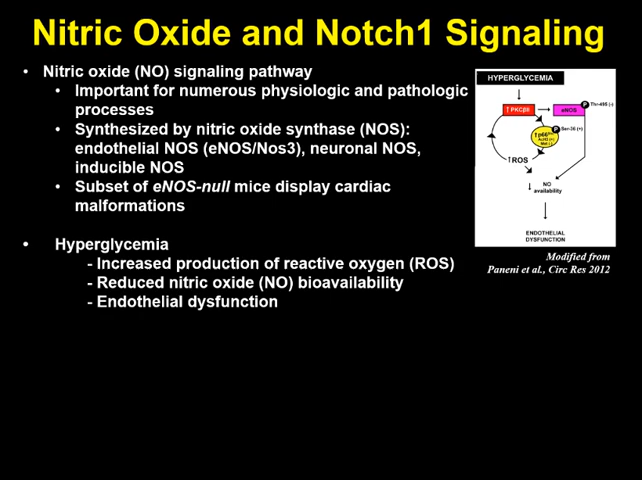 Nitric Oxide and Notch1 Signaling
• Nitric oxide (NO) signaling pathway
• Important for numerous physiologic and pathologic
processes
• Synthesized by nitric oxide synthase (NOS):
endothelial NOS (eNOS/Nos3), neuronal NOS,
inducible NOS
• Subset of eNOS-null mice display cardiac
malformations
• Hyperglycemia
- Increased production of reactive oxygen (ROS)
- Reduced nitric oxide (NO) bioavailability
- Endothelial dysfunction
HYPERGLYCEMIA
↑PKCβII
eNOS
P
Thr-495 (-)
P
Ser-36 (+)
↑p66
↑ROS
↓ NO
availability
ENDOTHELIAL
DYSFUNCTION
Modified from
Paneni et al., Circ Res 2012